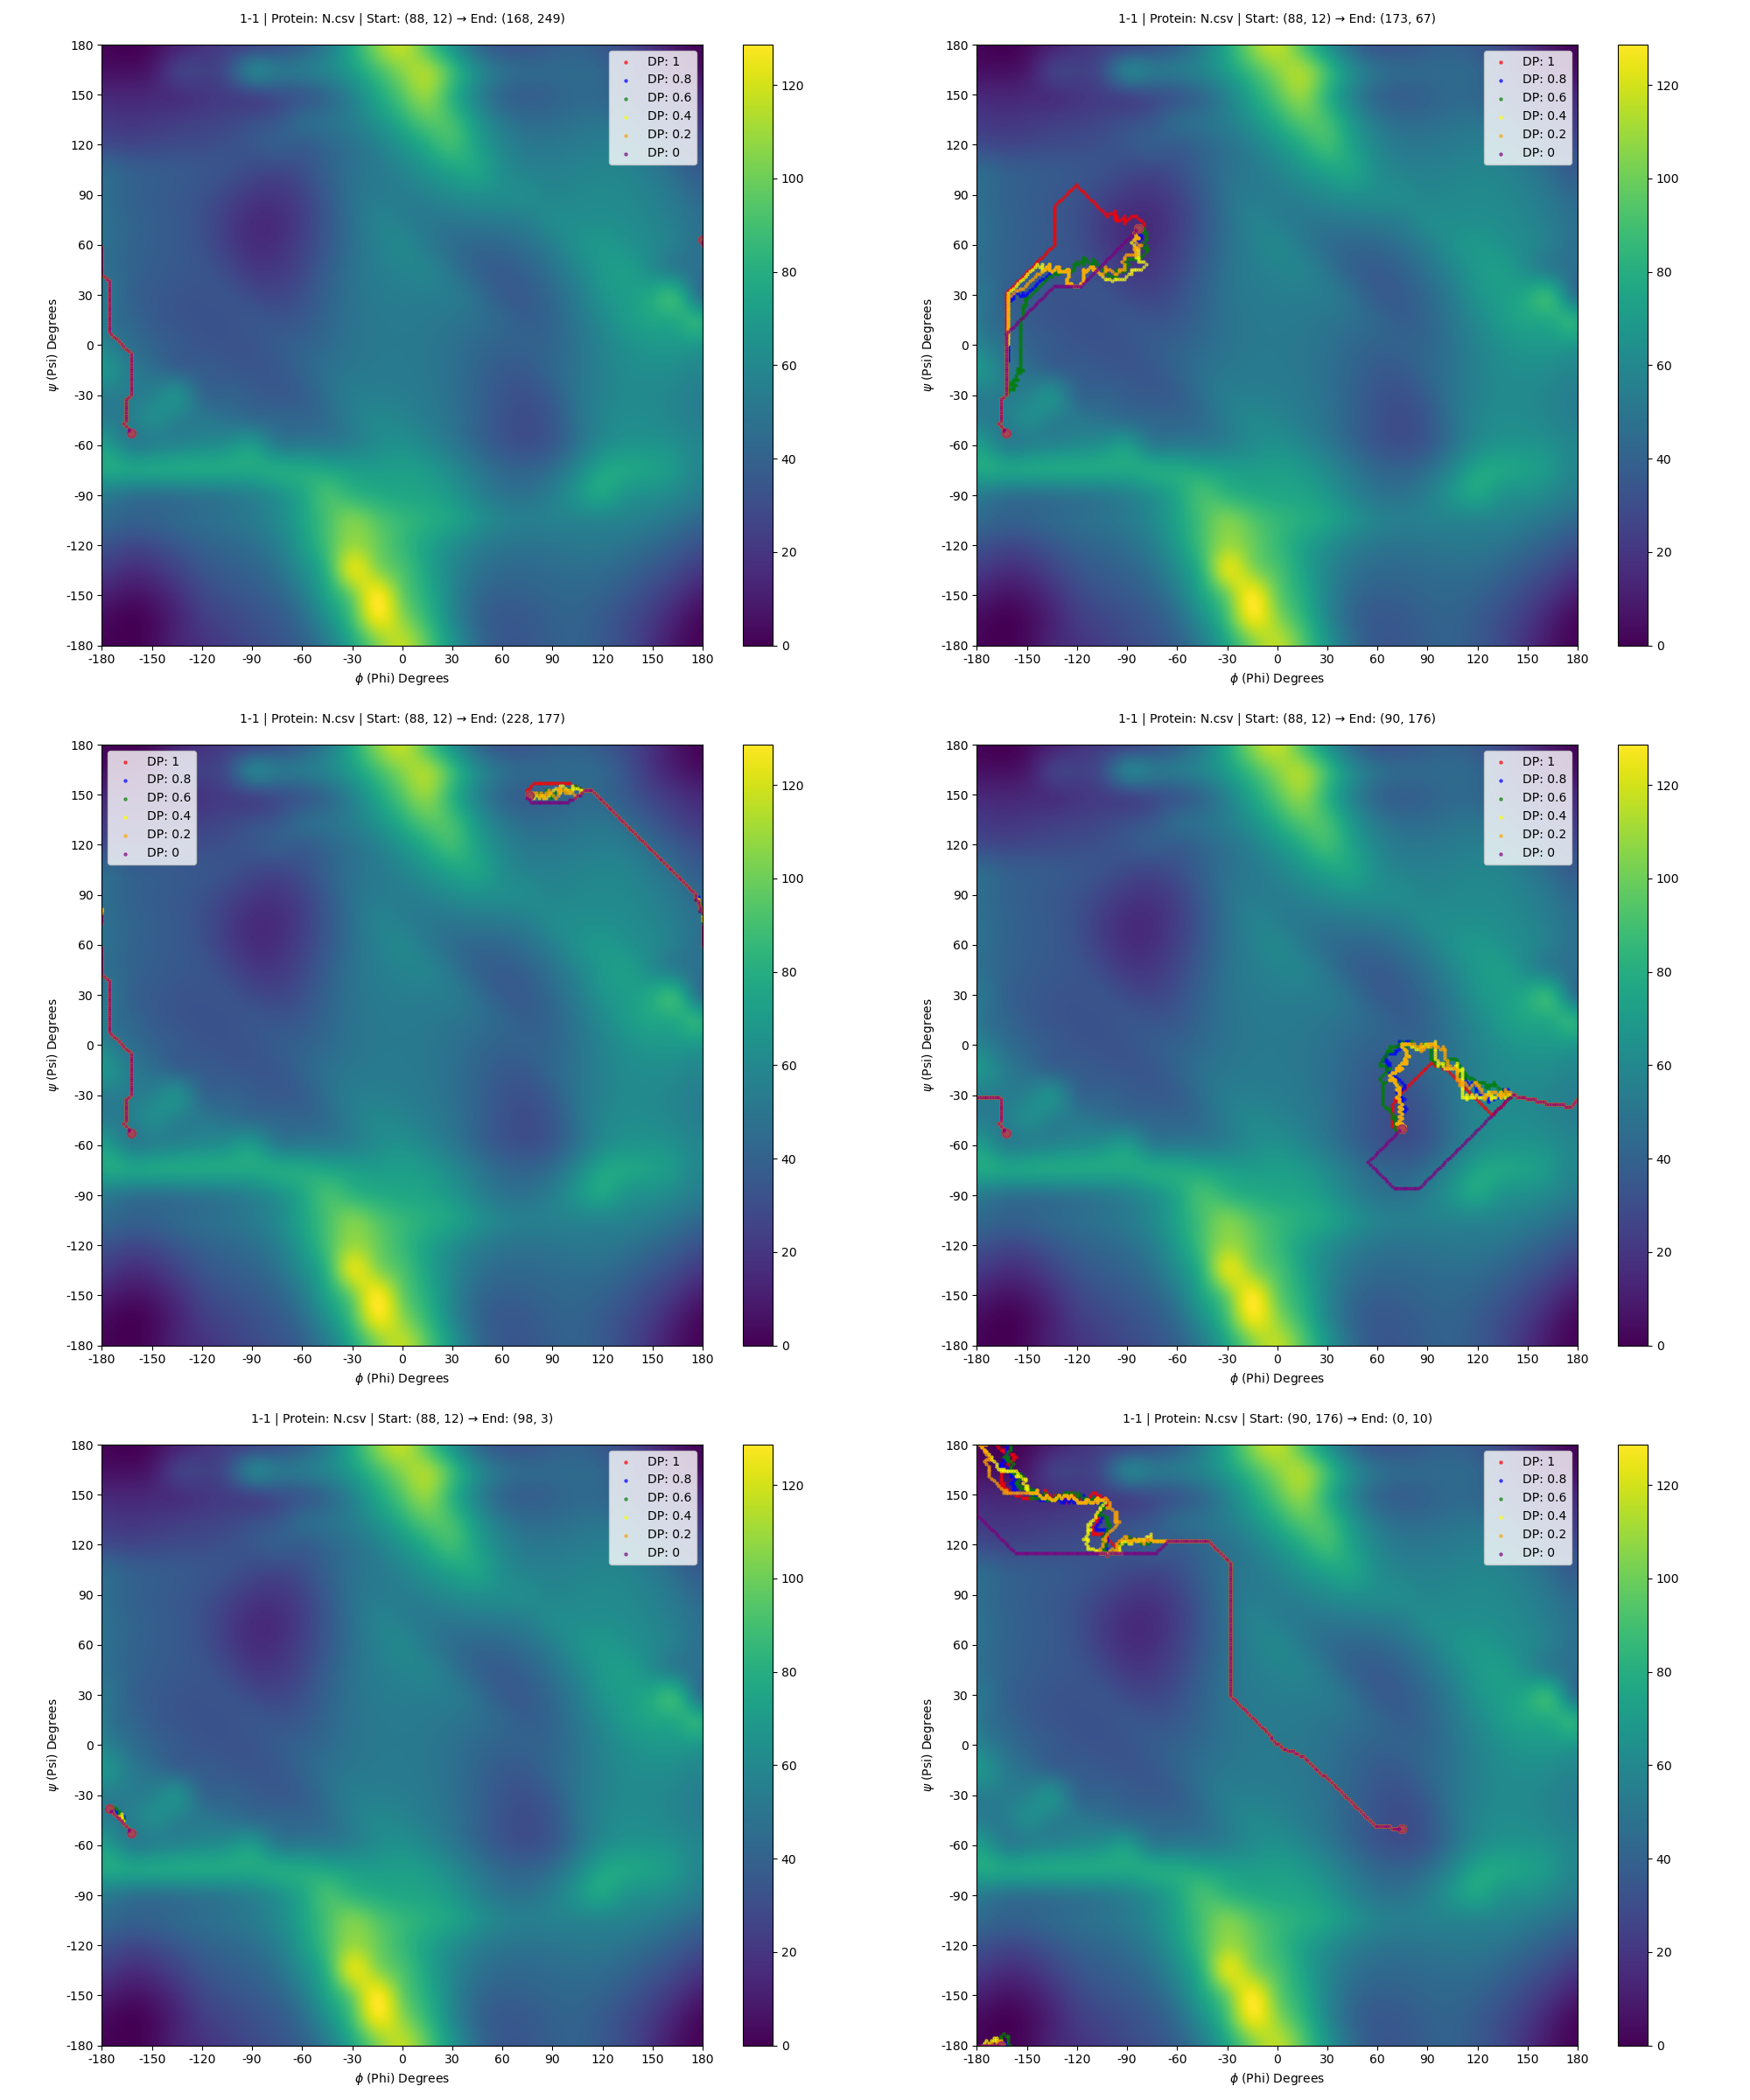 1-1 | Protein: N.csv | Start: (88, 12) → End: (168, 249)
DP: 1
DP: 0.8
DP: 0.6
DP: 0.4
DP: 0.2
DP: 0
180
150
120
90
60
30
0
-30
-60
-90
-120
-150
-180
ψ (Psi) Degrees
-180 -150 -120 -90 -60 -30 0 30 60 90 120 150 180
ϕ (Phi) Degrees
120
100
80
60
40
20
0
1-1 | Protein: N.csv | Start: (88, 12) → End: (173, 67)
DP: 1
DP: 0.8
DP: 0.6
DP: 0.4
DP: 0.2
DP: 0
180
150
120
90
60
30
0
-30
-60
-90
-120
-150
-180
ψ (Psi) Degrees
-180 -150 -120 -90 -60 -30 0 30 60 90 120 150 180
ϕ (Phi) Degrees
120
100
80
60
40
20
0
1-1 | Protein: N.csv | Start: (88, 12) → End: (228, 177)
DP: 1
DP: 0.8
DP: 0.6
DP: 0.4
DP: 0.2
DP: 0
180
150
120
90
60
30
0
-30
-60
-90
-120
-150
-180
ψ (Psi) Degrees
-180 -150 -120 -90 -60 -30 0 30 60 90 120 150 180
ϕ (Phi) Degrees
120
100
80
60
40
20
0
1-1 | Protein: N.csv | Start: (88, 12) → End: (90, 176)
DP: 1
DP: 0.8
DP: 0.6
DP: 0.4
DP: 0.2
DP: 0
180
150
120
90
60
30
0
-30
-60
-90
-120
-150
-180
ψ (Psi) Degrees
-180 -150 -120 -90 -60 -30 0 30 60 90 120 150 180
ϕ (Phi) Degrees
120
100
80
60
40
20
0
1-1 | Protein: N.csv | Start: (88, 12) → End: (98, 3)
DP: 1
DP: 0.8
DP: 0.6
DP: 0.4
DP: 0.2
DP: 0
180
150
120
90
60
30
0
-30
-60
-90
-120
-150
-180
ψ (Psi) Degrees
-180 -150 -120 -90 -60 -30 0 30 60 90 120 150 180
ϕ (Phi) Degrees
120
100
80
60
40
20
0
1-1 | Protein: N.csv | Start: (90, 176) → End: (0, 10)
DP: 1
DP: 0.8
DP: 0.6
DP: 0.4
DP: 0.2
DP: 0
180
150
120
90
60
30
0
-30
-60
-90
-120
-150
-180
ψ (Psi) Degrees
-180 -150 -120 -90 -60 -30 0 30 60 90 120 150 180
ϕ (Phi) Degrees
120
100
80
60
40
20
0